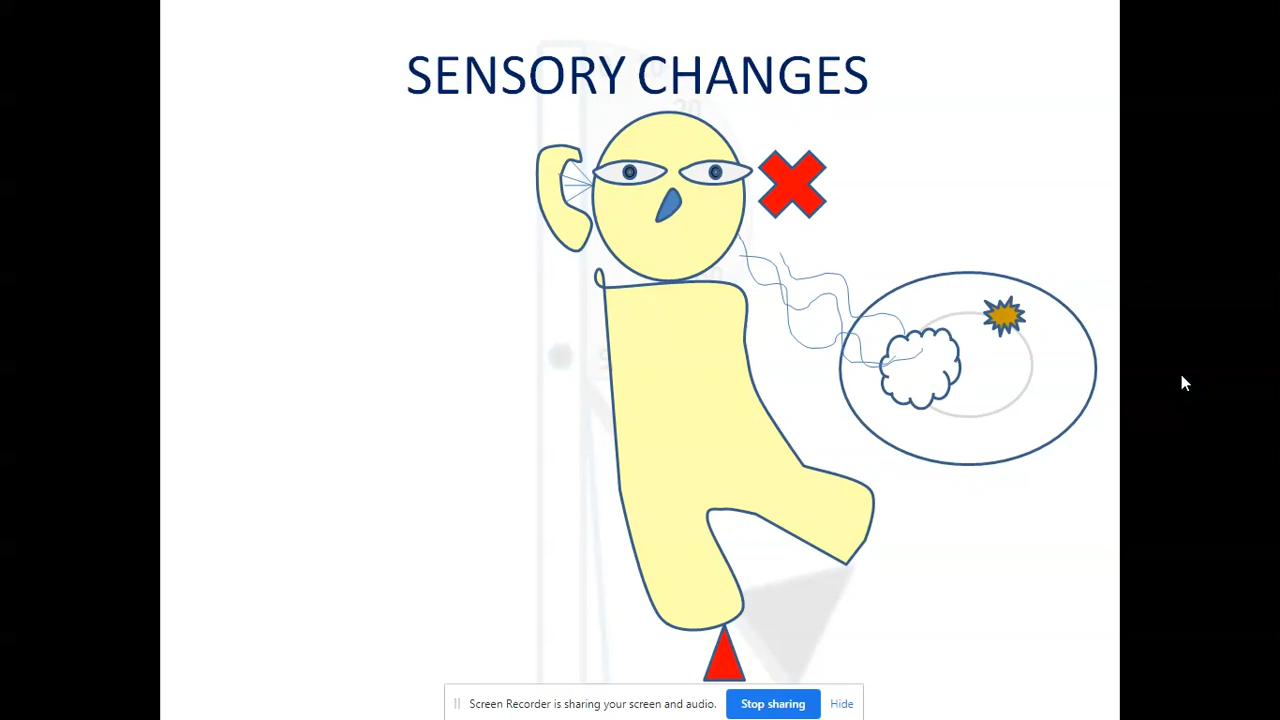 SENSORY CHANGES
Screen Recorder is sharing your screen and audio. Stop sharing Hide